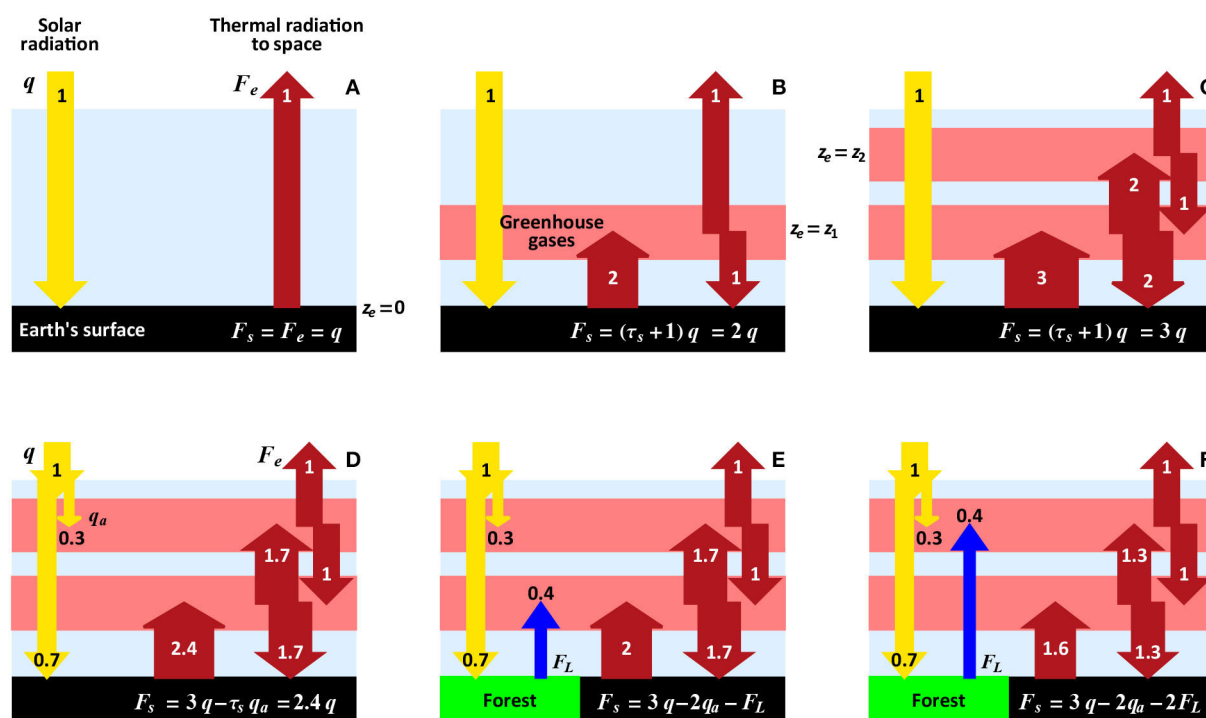 Solar
radiation
Thermal radiation
to space
q
1
F_e
1
A
z_e = 0
Earth's surface
F_s = F_e = q
1
1
B
Greenhouse
gases
z_e = z_1
2
1
F_s = (τ_s + 1) q = 2 q
1
1
C
z_e = z_2
2
1
3
2
F_s = (τ_s + 1) q = 3 q
q
1
F_e
1
D
q_a
0.3
1.7
1
2.4
1.7
0.7
F_s = 3 q − τ_s q_a = 2.4 q
1
1
E
0.3
1.7
1
0.4
2
1.7
0.7
F_L
Forest
F_s = 3 q − 2q_a − F_L
1
1
F
0.4
0.3
1.3
1
1.6
1.3
0.7
F_L
Forest
F_s = 3 q − 2q_a − 2F_L